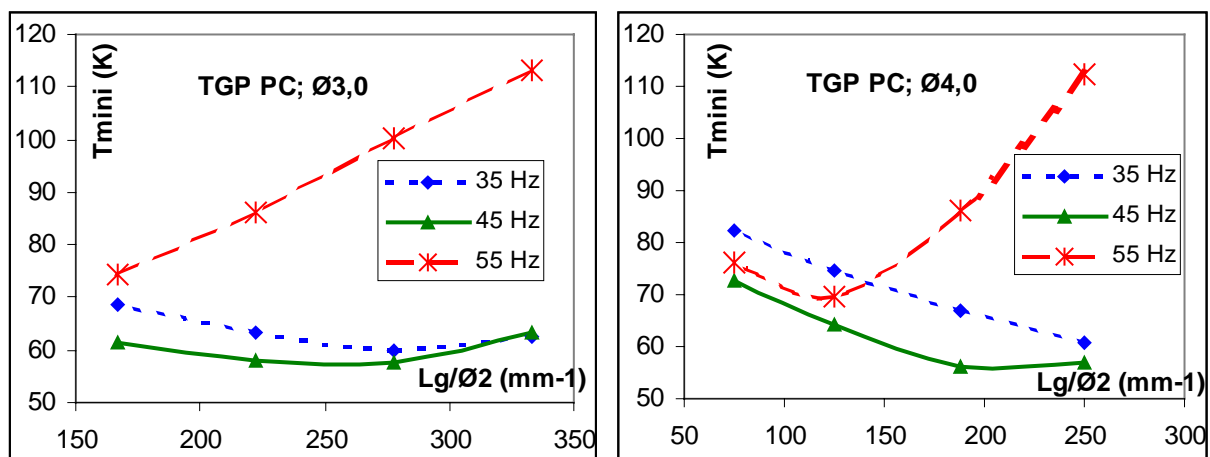 120
110
100
90
80
70
60
50
Tmini (K)
TGP PC; Ø3,0
35 Hz
45 Hz
55 Hz
Lg/Ø2 (mm-1)
150 200 250 300 350
120
110
100
90
80
70
60
50
Tmini (K)
TGP PC; Ø4,0
35 Hz
45 Hz
55 Hz
Lg/Ø2 (mm-1)
50 100 150 200 250 300